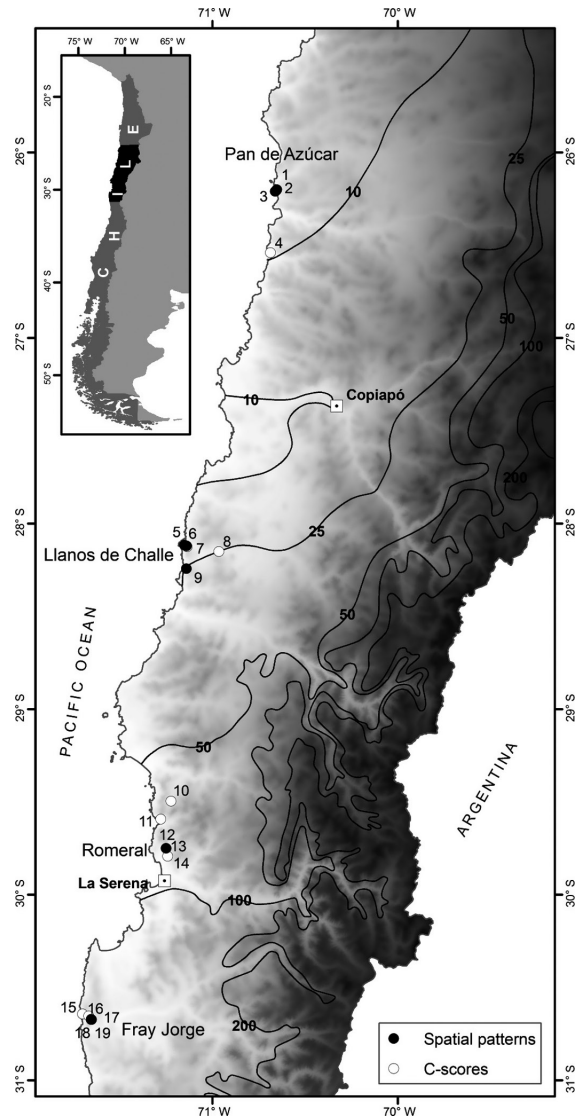 71° W
70° W
75° W
70° W
65° W
20° S
30° S
40° S
50° S
C H I L E
26° S
27° S
28° S
29° S
30° S
31° S
26° S
27° S
28° S
29° S
30° S
31° S
Pan de Azúcar
1
2
3
4
10
25
50
100
200
10
Copiapó
5
6
7
8
Llanos de Challe
9
25
50
PACIFIC OCEAN
ARGENTINA
50
10
11
12
13
Romeral
14
La Serena
100
15
16
17
18
19
Fray Jorge
200
Spatial patterns
C-scores
71° W
70° W